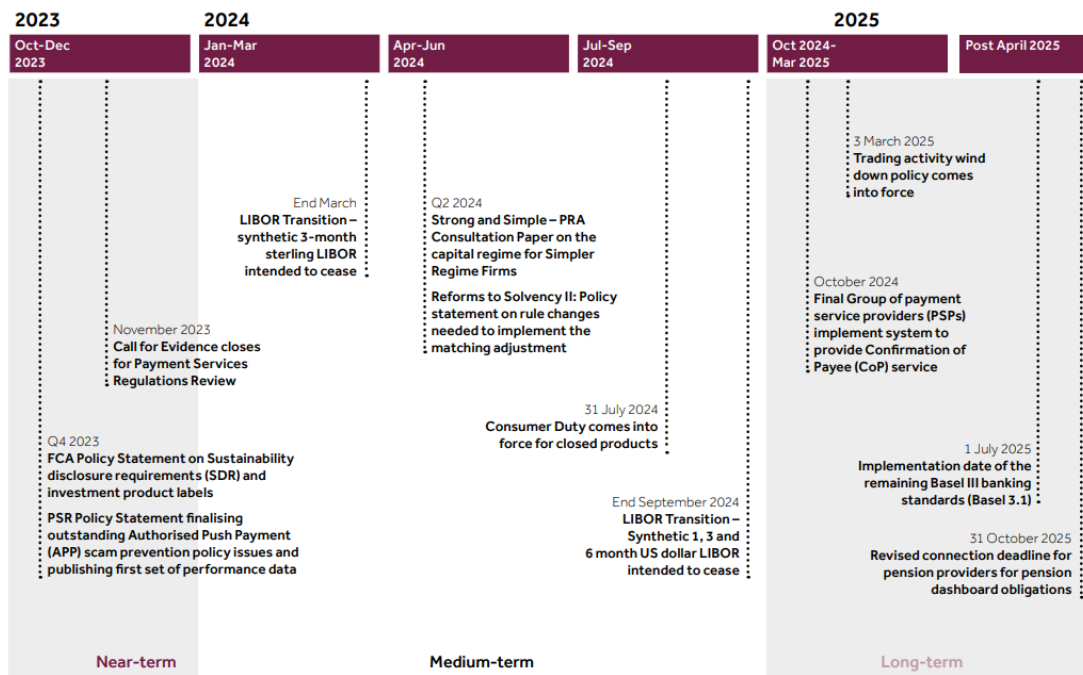 2023
2024
2025
Oct-Dec
2023
Jan-Mar
2024
Apr-Jun
2024
Jul-Sep
2024
Oct 2024-
Mar 2025
Post April 2025
3 March 2025
Trading activity wind
down policy comes
into force
End March
LIBOR Transition –
synthetic 3-month
sterling LIBOR
intended to cease
Q2 2024
Strong and Simple – PRA
Consultation Paper on the
capital regime for Simpler
Regime Firms
Reforms to Solvency II: Policy
statement on rule changes
needed to implement the
matching adjustment
October 2024
Final Group of payment
service providers (PSPs)
implement system to
provide Confirmation of
Payee (CoP) service
November 2023
Call for Evidence closes
for Payment Services
Regulations Review
31 July 2024
Consumer Duty comes into
force for closed products
Q4 2023
FCA Policy Statement on Sustainability
disclosure requirements (SDR) and
investment product labels
PSR Policy Statement finalising
outstanding Authorised Push Payment
(APP) scam prevention policy issues and
publishing first set of performance data
1 July 2025
Implementation date of the
remaining Basel III banking
standards (Basel 3.1)
End September 2024
LIBOR Transition –
Synthetic 1, 3 and
6 month US dollar LIBOR
intended to cease
31 October 2025
Revised connection deadline for
pension providers for pension
dashboard obligations
Near-term
Medium-term
Long-term